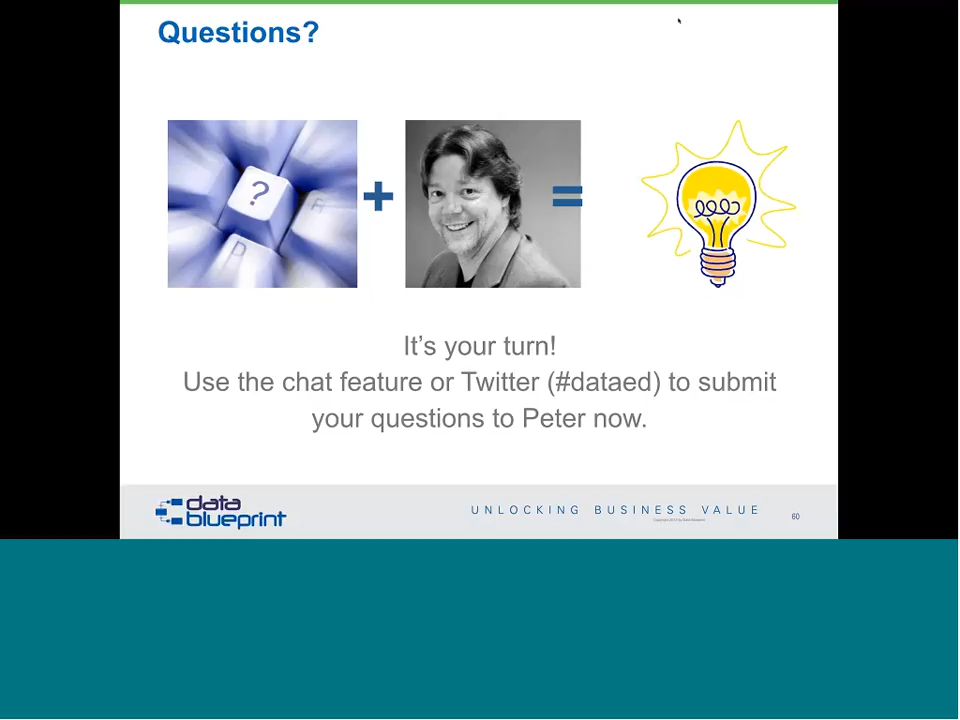 Questions?
?
R
D
+
=
It's your turn!
Use the chat feature or Twitter (#dataed) to submit
your questions to Peter now.
data
blueprint
UNLOCKING BUSINESS VALUE
60